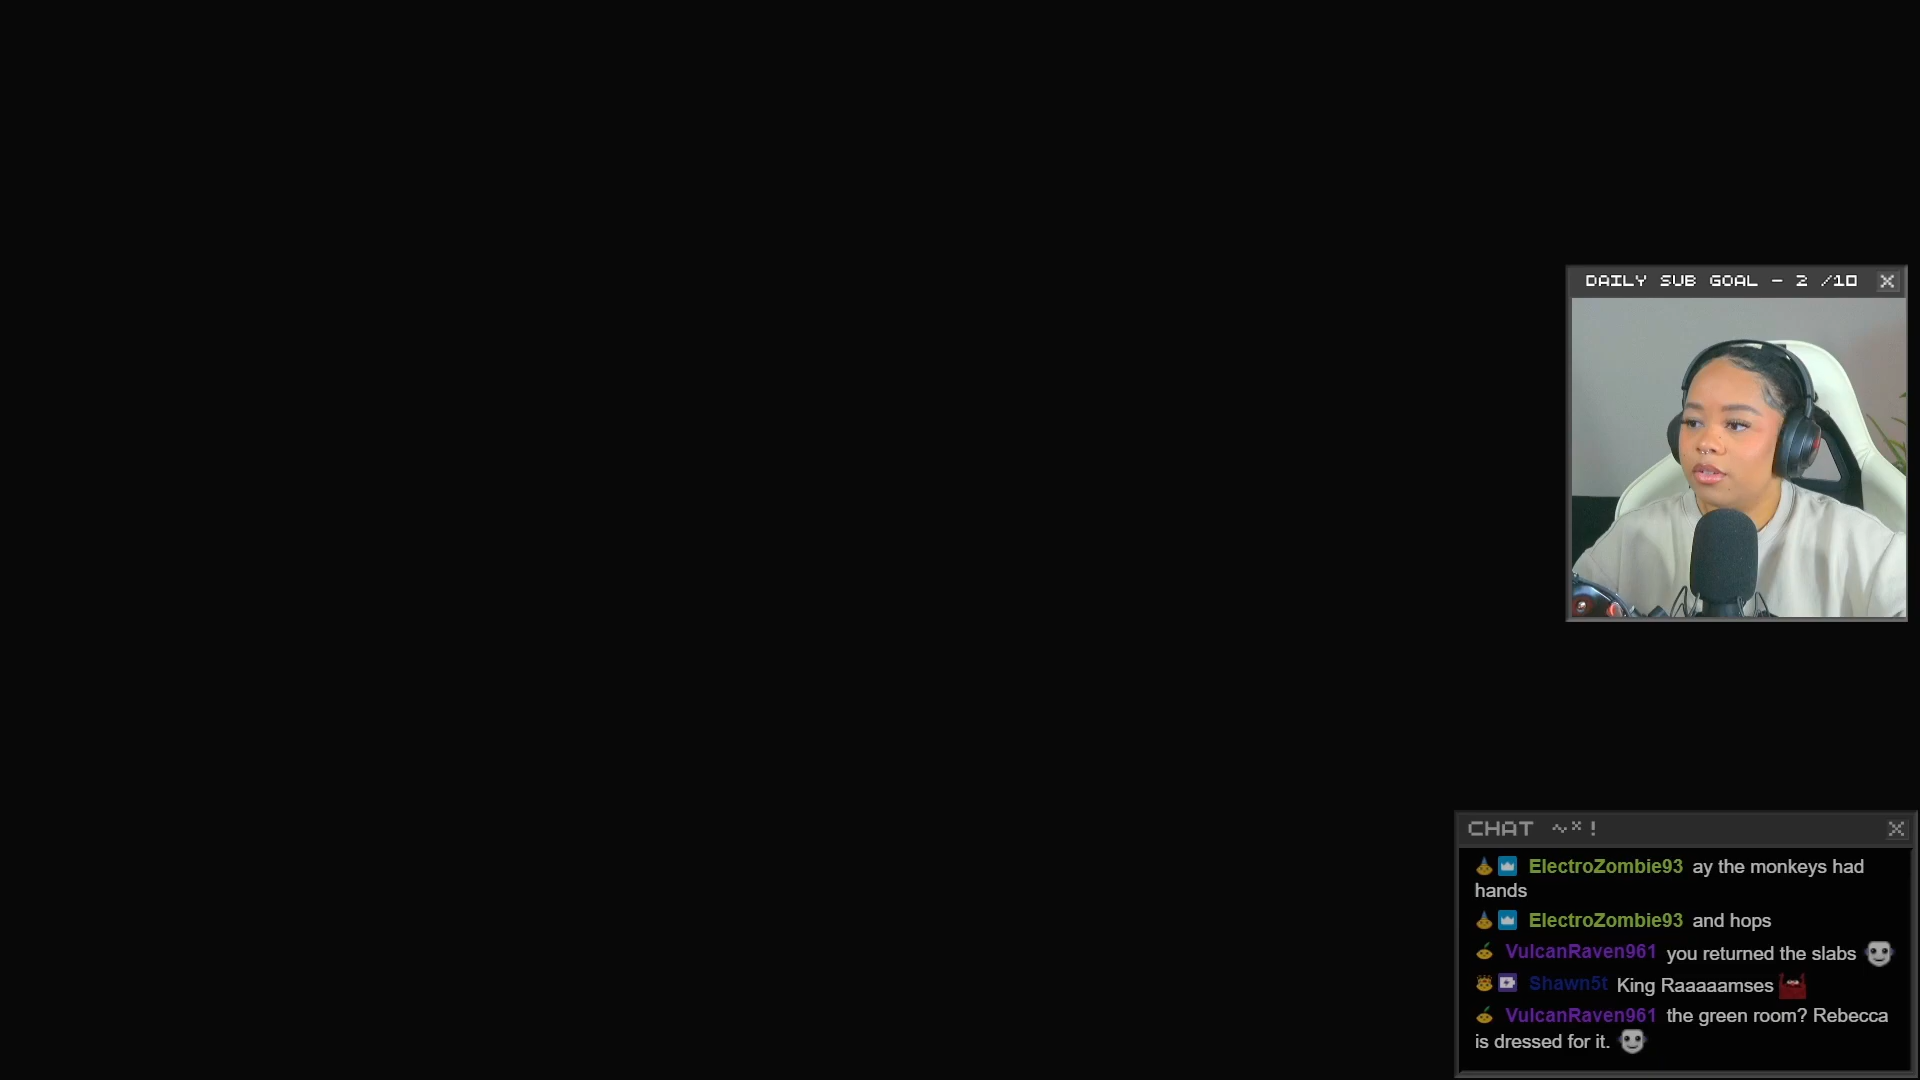 DAILY SUB GOAL - 2 /10
CHAT ~*!
ElectroZombie93 ay the monkeys had
hands
ElectroZombie93 and hops
VulcanRaven961 you returned the slabs
Shawn5t King Raaaaamses
VulcanRaven961 the green room? Rebecca
is dressed for it.